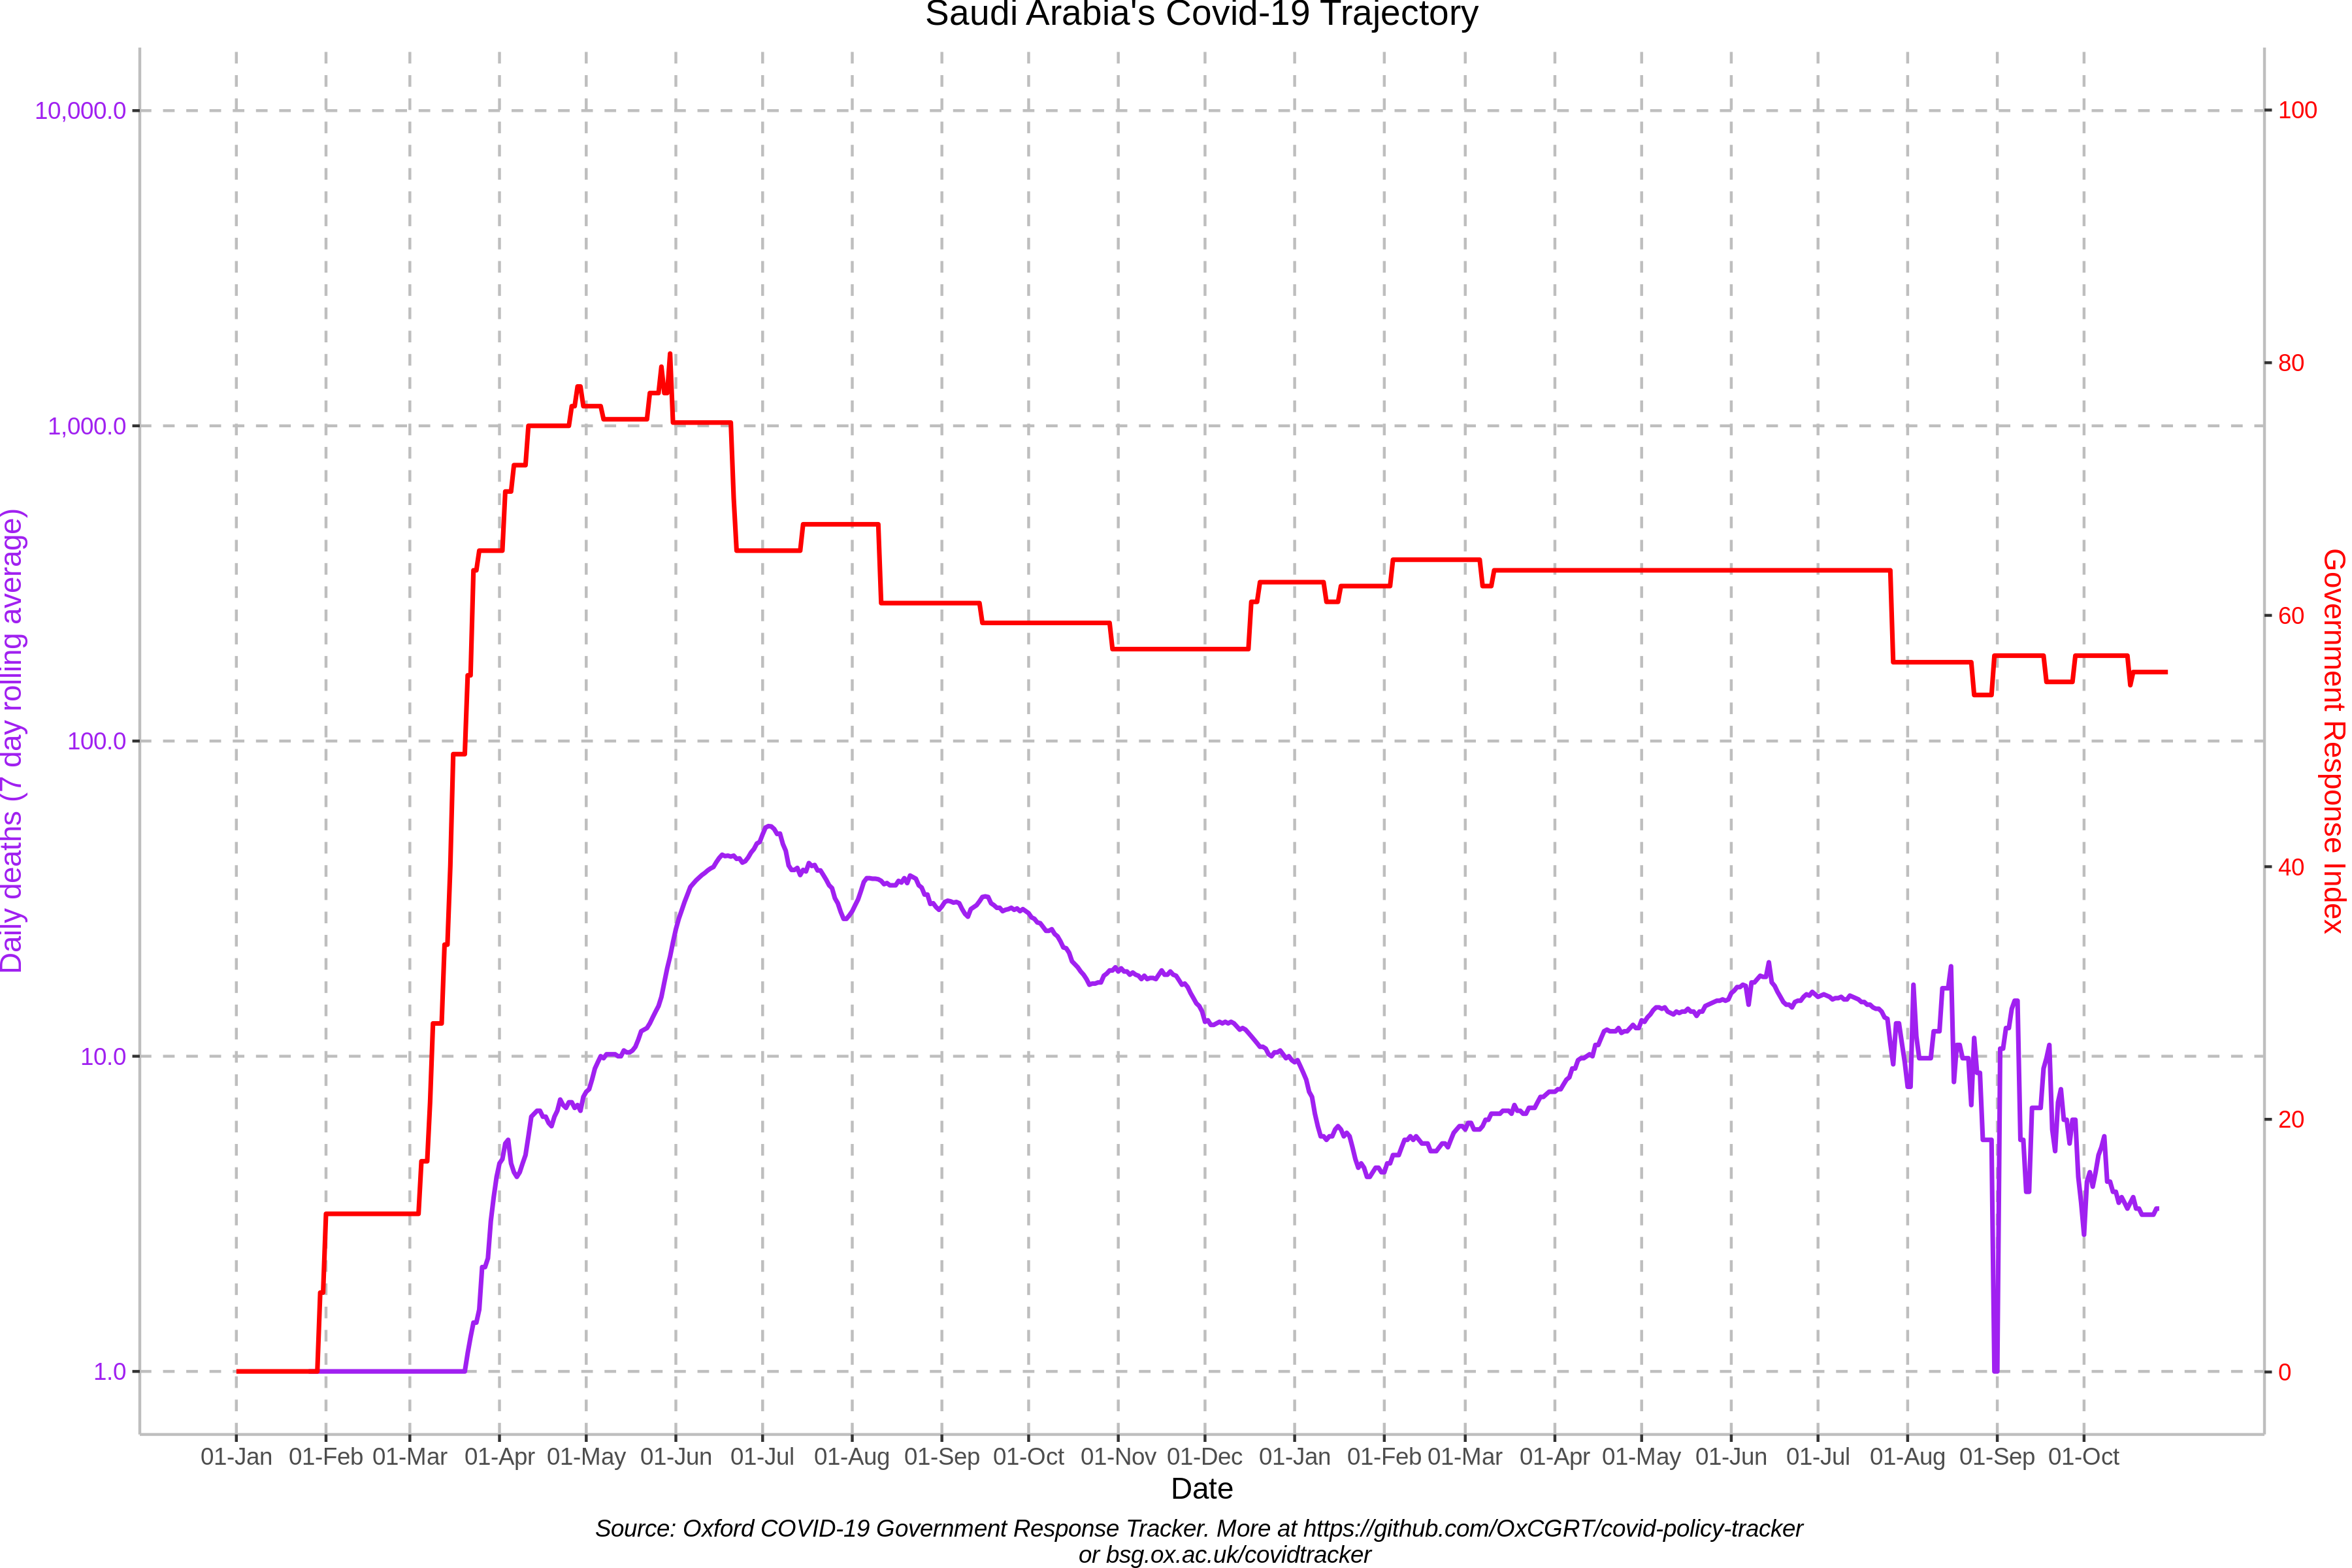 Saudi Arabia's Covid-19 Trajectory
10,000.0
1,000.0
100.0
10.0
1.0
Daily deaths (7 day rolling average)
100
80
60
40
20
0
Government Response Index
01-Jan 01-Feb 01-Mar 01-Apr 01-May 01-Jun 01-Jul 01-Aug 01-Sep 01-Oct 01-Nov 01-Dec 01-Jan 01-Feb 01-Mar 01-Apr 01-May 01-Jun 01-Jul 01-Aug 01-Sep 01-Oct
Date
Source: Oxford COVID-19 Government Response Tracker. More at https://github.com/OxCGRT/covid-policy-tracker
or bsg.ox.ac.uk/covidtracker